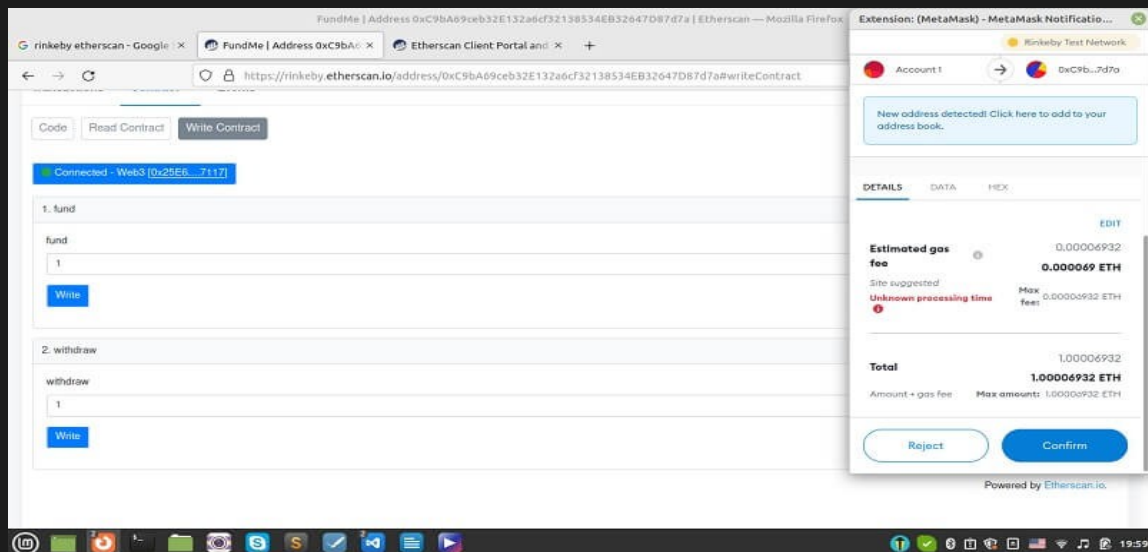 FundMe | Address 0xC9bA69ceb32E132a6cf32138534EB32647D87d7a | Etherscan — Mozilla Firefox
rinkeby etherscan - Google
FundMe | Address 0xC9bA
Etherscan Client Portal and
https://rinkeby.etherscan.io/address/0xC9bA69ceb32E132a6cf32138534EB32647D87d7a#writeContract
Code
Read Contract
Write Contract
Connected - Web3 [0x25E6....7117]
1. fund
fund
1
Write
2. withdraw
withdraw
1
Write
Powered by Etherscan.io.
Extension: (MetaMask) - MetaMask Notificatio...
Rinkeby Test Network
Account 1
0xC9b...7d7a
New address detected! Click here to add to your
address book.
DETAILS DATA HEX
EDIT
Estimated gas
fee
0.00006932
0.000069 ETH
Site suggested
Unknown processing time
Max
fee: 0.00006932 ETH
Total
1.00006932
1.00006932 ETH
Amount + gas fee
Max amount: 1.00006932 ETH
Reject
Confirm
19:59